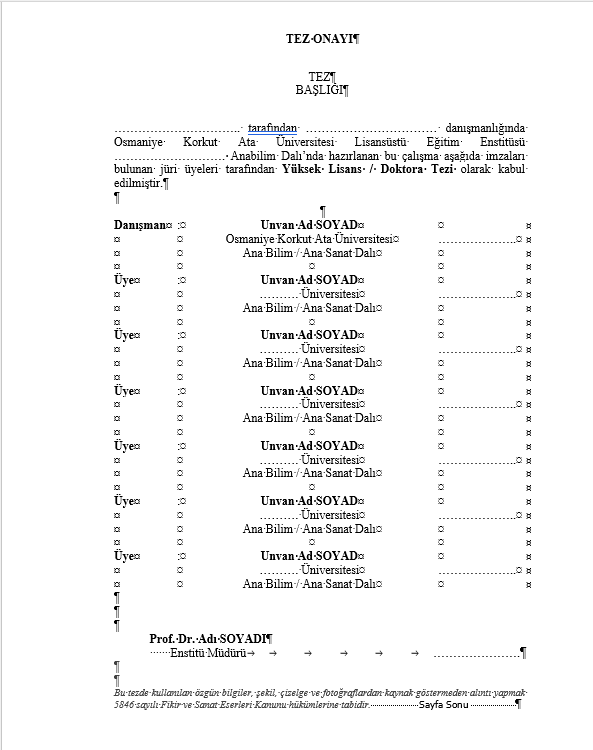 TEZ ONAYI¶
TEZ¶
BAŞLIĞI¶
……………………….. tarafından ……………………….. danışmanlığında
Osmaniye Korkut Ata Üniversitesi Lisansüstü Eğitim Enstitüsü
……………………. Anabilim Dalı’nda hazırlanan bu çalışma aşağıda imzaları
bulunan jüri üyeleri tarafından Yüksek Lisans / Doktora Tezi olarak kabul
edilmiştir.¶
¶
¶
Danışman¤ :¤ Unvan Ad SOYAD¤ ¤ ¤
¤ ¤ Osmaniye Korkut Ata Üniversitesi¤ ………………..¤ ¤
¤ ¤ Ana Bilim / Ana Sanat Dalı¤ ¤ ¤
¤ ¤ ¤ ¤ ¤
Üye¤ :¤ Unvan Ad SOYAD¤ ¤ ¤
¤ ¤ ………. Üniversitesi¤ ………………..¤ ¤
¤ ¤ Ana Bilim / Ana Sanat Dalı¤ ¤ ¤
¤ ¤ ¤ ¤ ¤
Üye¤ :¤ Unvan Ad SOYAD¤ ¤ ¤
¤ ¤ ………. Üniversitesi¤ ………………..¤ ¤
¤ ¤ Ana Bilim / Ana Sanat Dalı¤ ¤ ¤
¤ ¤ ¤ ¤ ¤
Üye¤ :¤ Unvan Ad SOYAD¤ ¤ ¤
¤ ¤ ………. Üniversitesi¤ ………………..¤ ¤
¤ ¤ Ana Bilim / Ana Sanat Dalı¤ ¤ ¤
¤ ¤ ¤ ¤ ¤
Üye¤ :¤ Unvan Ad SOYAD¤ ¤ ¤
¤ ¤ ………. Üniversitesi¤ ………………..¤ ¤
¤ ¤ Ana Bilim / Ana Sanat Dalı¤ ¤ ¤
¤ ¤ ¤ ¤ ¤
Üye¤ :¤ Unvan Ad SOYAD¤ ¤ ¤
¤ ¤ ………. Üniversitesi¤ ………………..¤ ¤
¤ ¤ Ana Bilim / Ana Sanat Dalı¤ ¤ ¤
¤ ¤ ¤ ¤ ¤
Üye¤ :¤ Unvan Ad SOYAD¤ ¤ ¤
¤ ¤ ………. Üniversitesi¤ ………………..¤ ¤
¤ ¤ Ana Bilim / Ana Sanat Dalı¤ ¤ ¤
¶
¶
¶
Prof. Dr. Adı SOYADI¶
Enstitü Müdürü→ → → → → → ………………….¶
¶
¶
Bu tezde kullanılan özgün bilgiler, şekil, çizelge ve fotoğraflardan kaynak göstermeden alıntı yapmak
5846 sayılı Fikir ve Sanat Eserleri Kanunu hükümlerine tabidir. Sayfa Sonu ¶